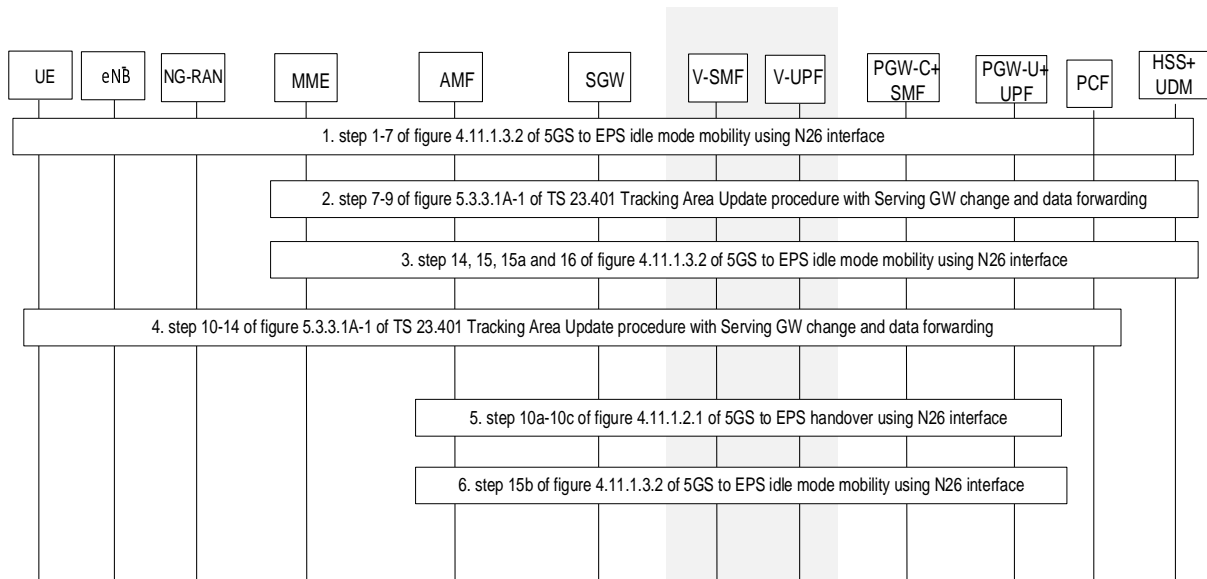 UE
eNB
NG-RAN
MME
AMF
SGW
V-SMF
V-UPF
PGW-C+
SMF
PGW-U+
UPF
PCF
HSS+
UDM
1. step 1-7 of figure 4.11.1.3.2 of 5GS to EPS idle mode mobility using N26 interface
2. step 7-9 of figure 5.3.3.1A-1 of TS 23.401 Tracking Area Update procedure with Serving GW change and data forwarding
3. step 14, 15, 15a and 16 of figure 4.11.1.3.2 of 5GS to EPS idle mode mobility using N26 interface
4. step 10-14 of figure 5.3.3.1A-1 of TS 23.401 Tracking Area Update procedure with Serving GW change and data forwarding
5. step 10a-10c of figure 4.11.1.2.1 of 5GS to EPS handover using N26 interface
6. step 15b of figure 4.11.1.3.2 of 5GS to EPS idle mode mobility using N26 interface